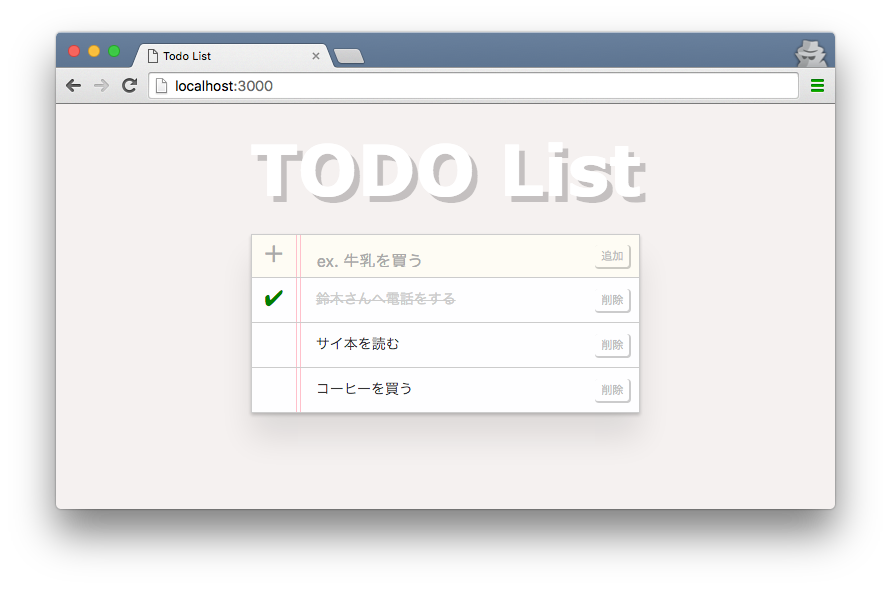 Todo List
localhost:3000
TODO List
ex. 牛乳を買う 追加
鈴木さんへ電話をする 削除
サイ本を読む 削除
コーヒーを買う 削除